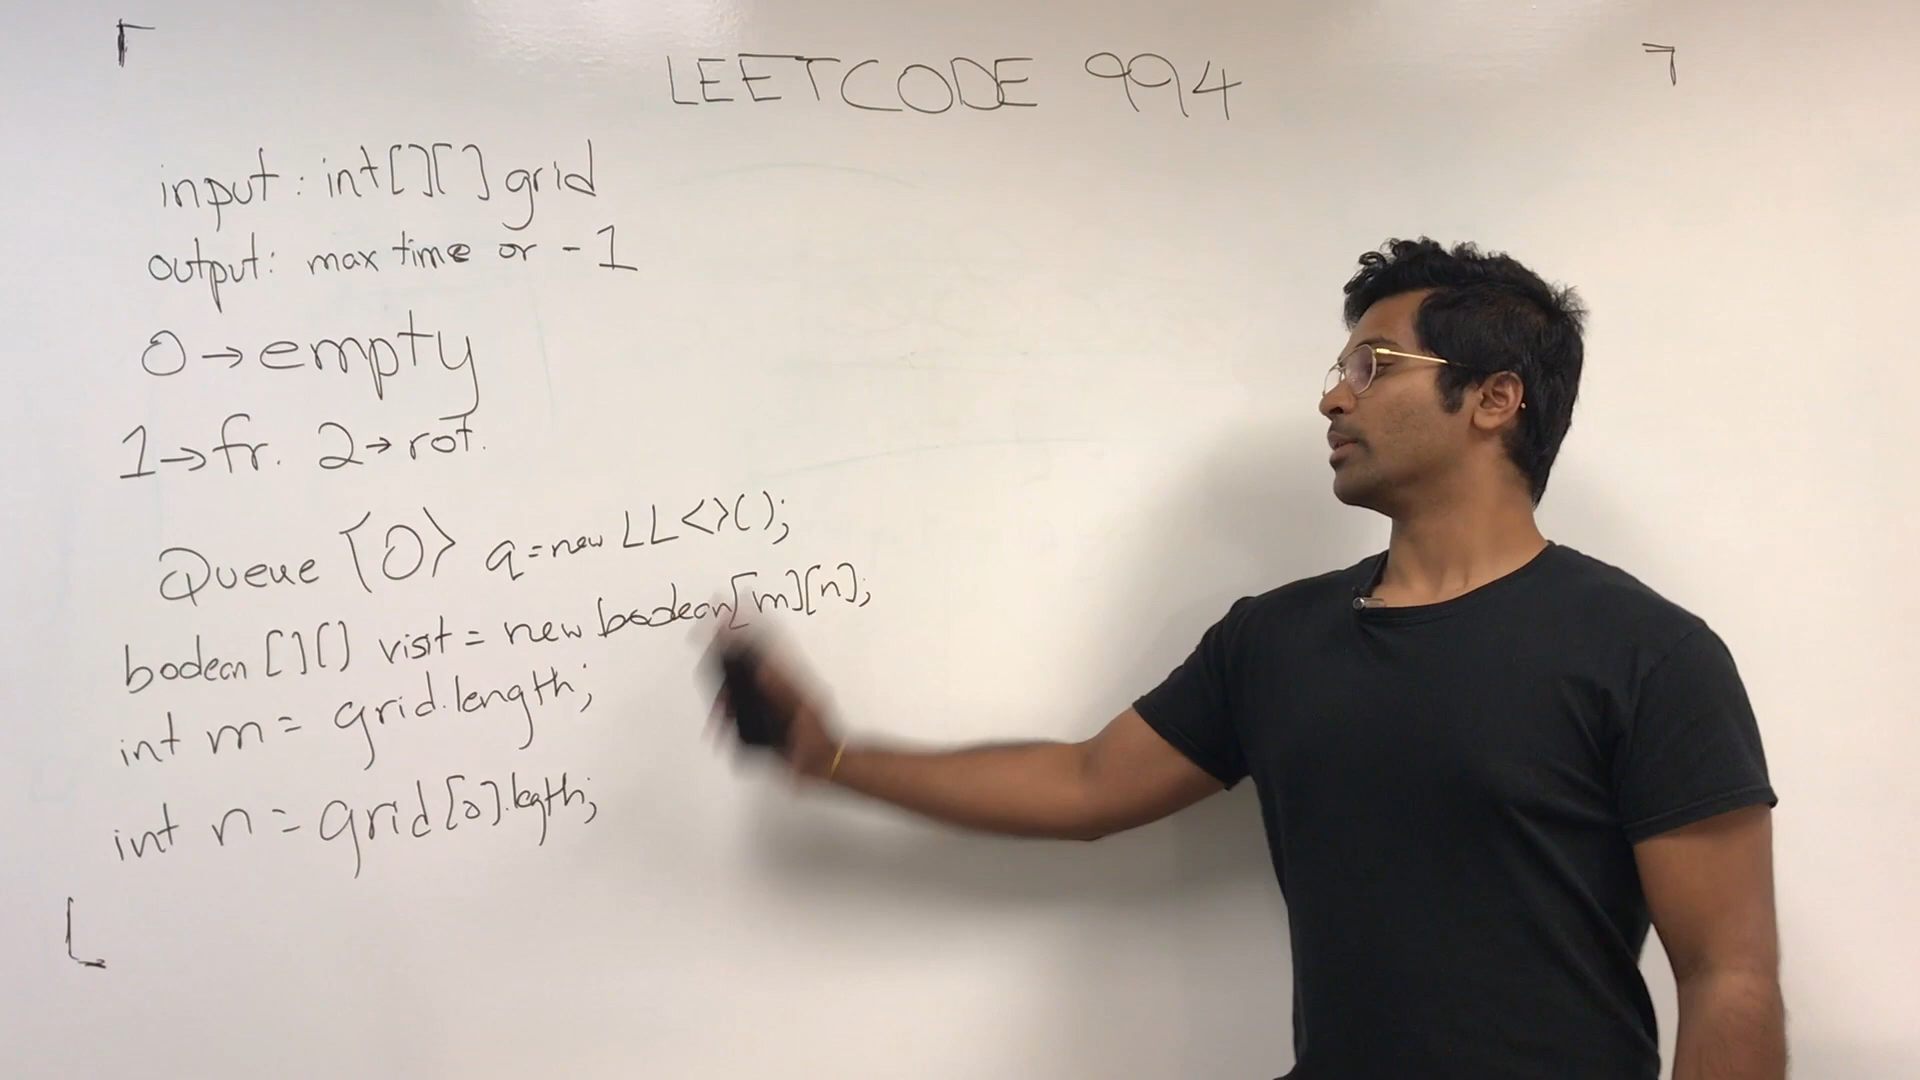 LEETCODE 994
input: int[][] grid
output: max time or -1
0→empty
1→fr. 2→rot.
Queue <O> q=new LL<>();
boolean [][] visit = new boolean[m][n];
int m= grid.length;
int n = grid[0].lgth;